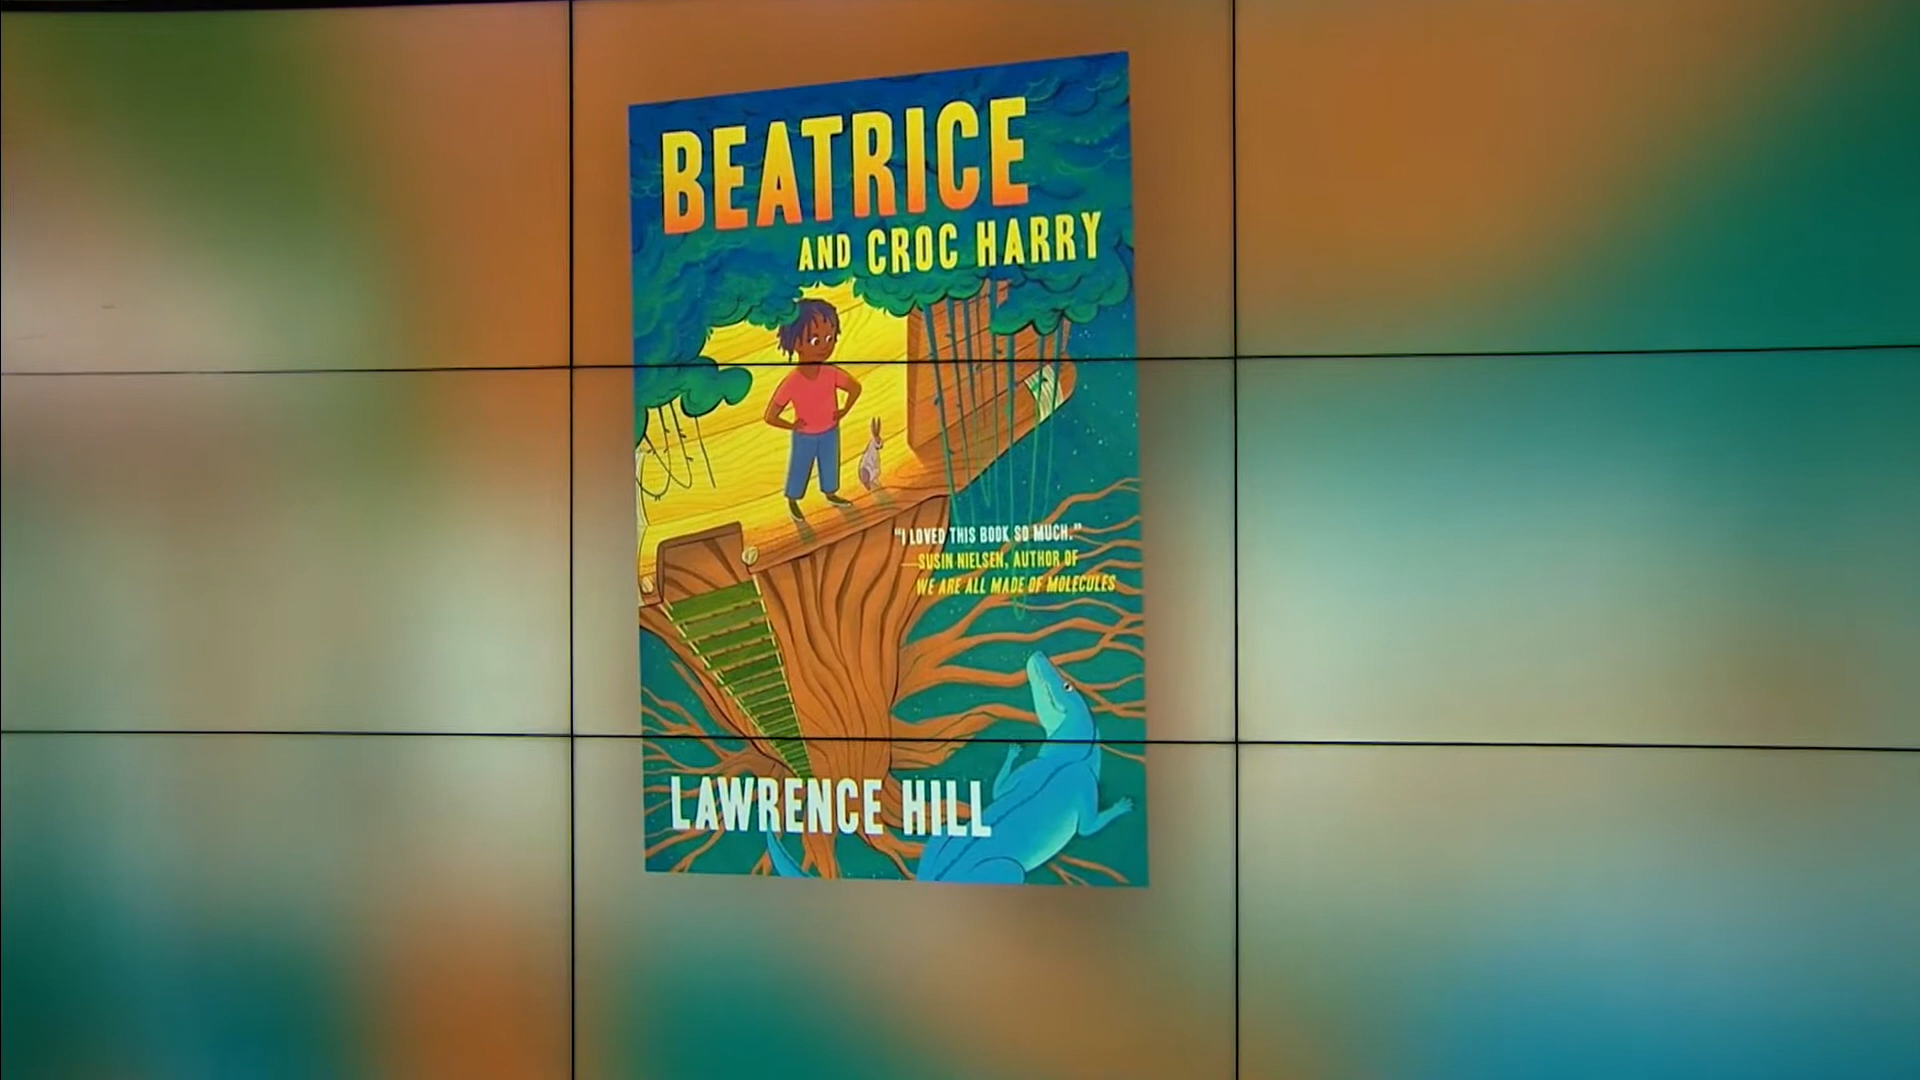 BEATRICE
AND CROC HARRY
"I LOVED THIS BOOK SO MUCH."
—SUSIN NIELSEN, AUTHOR OF
WE ARE ALL MADE OF MOLECULES
LAWRENCE HILL